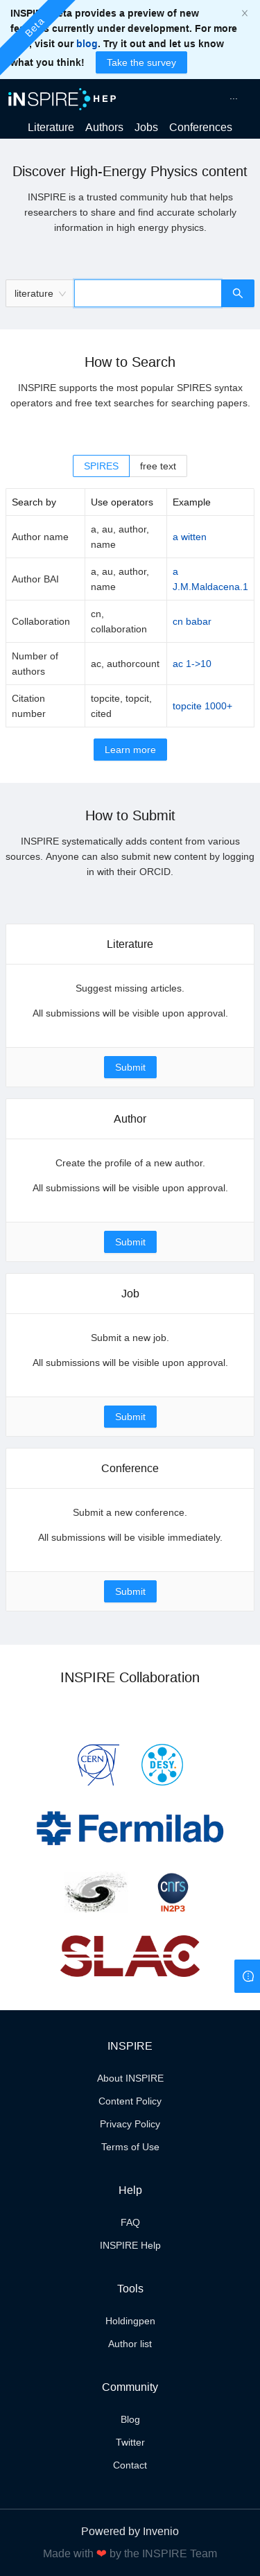 INSPIRE Beta provides a preview of new
features currently under development. For more
visit our blog. Try it out and let us know
what you think! Take the survey
Beta
iNSPIRE HEP
Literature Authors Jobs Conferences
Discover High-Energy Physics content
INSPIRE is a trusted community hub that helps
researchers to share and find accurate scholarly
information in high energy physics.
literature
How to Search
INSPIRE supports the most popular SPIRES syntax
operators and free text searches for searching papers.
SPIRES free text
Search by Use operators Example
Author name a, au, author, name a witten
Author BAI a, au, author, name a J.M.Maldacena.1
Collaboration cn, collaboration cn babar
Number of authors ac, authorcount ac 1->10
Citation number topcite, topcit, cited topcite 1000+
Learn more
How to Submit
INSPIRE systematically adds content from various
sources. Anyone can also submit new content by logging
in with their ORCID.
Literature
Suggest missing articles.
All submissions will be visible upon approval.
Submit
Author
Create the profile of a new author.
All submissions will be visible upon approval.
Submit
Job
Submit a new job.
All submissions will be visible upon approval.
Submit
Conference
Submit a new conference.
All submissions will be visible immediately.
Submit
INSPIRE Collaboration
CERN DESY.
Fermilab
cnrs
IN2P3
SLAC
INSPIRE
About INSPIRE
Content Policy
Privacy Policy
Terms of Use
Help
FAQ
INSPIRE Help
Tools
Holdingpen
Author list
Community
Blog
Twitter
Contact
Powered by Invenio
Made with ❤ by the INSPIRE Team